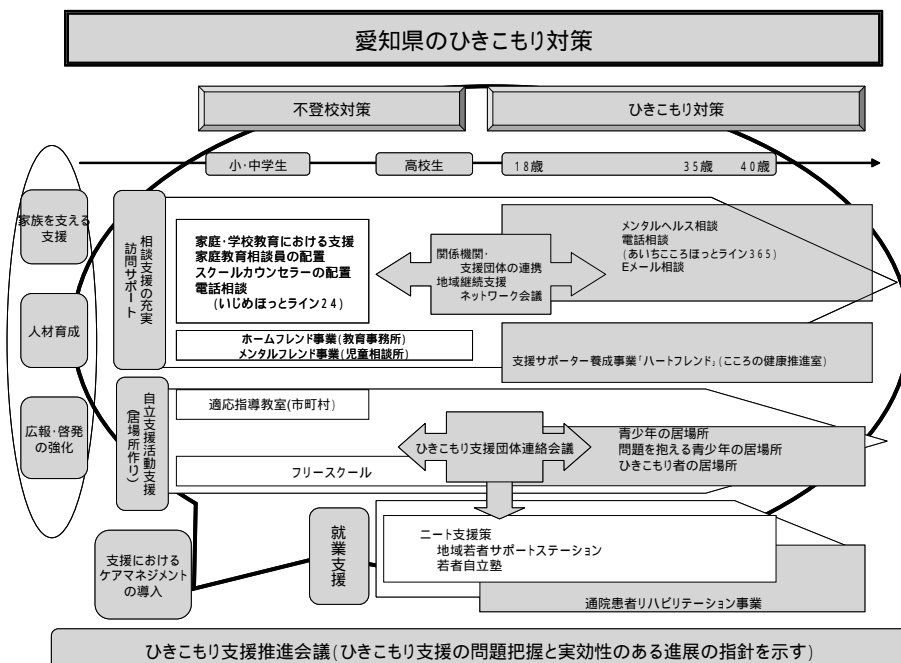 愛知県のひきこもり対策
不登校対策
ひきこもり対策
小・中学生
高校生
18歳
35歳
40歳
家族を支える
支援
人材育成
広報・啓発
の強化
相談支援の充実
訪問サポート
家庭・学校教育における支援
家庭教育相談員の配置
スクールカウンセラーの配置
電話相談
(いじめほっとライン24)
関係機関・
支援団体の連携
地域継続支援
ネットワーク会議
メンタルヘルス相談
電話相談
(あいちこころほっとライン365)
Eメール相談
ホームフレンド事業(教育事務所)
メンタルフレンド事業(児童相談所)
支援サポーター養成事業「ハートフレンド」(こころの健康推進室)
自立支援活動支援
(居場所作り)
適応指導教室(市町村)
フリースクール
ひきこもり支援団体連絡会議
青少年の居場所
問題を抱える青少年の居場所
ひきこもり者の居場所
支援における
ケアマネジメント
の導入
就業支援
ニート支援策
地域若者サポートステーション
若者自立塾
通院患者リハビリテーション事業
ひきこもり支援推進会議(ひきこもり支援の問題把握と実効性のある進展の指針を示す)